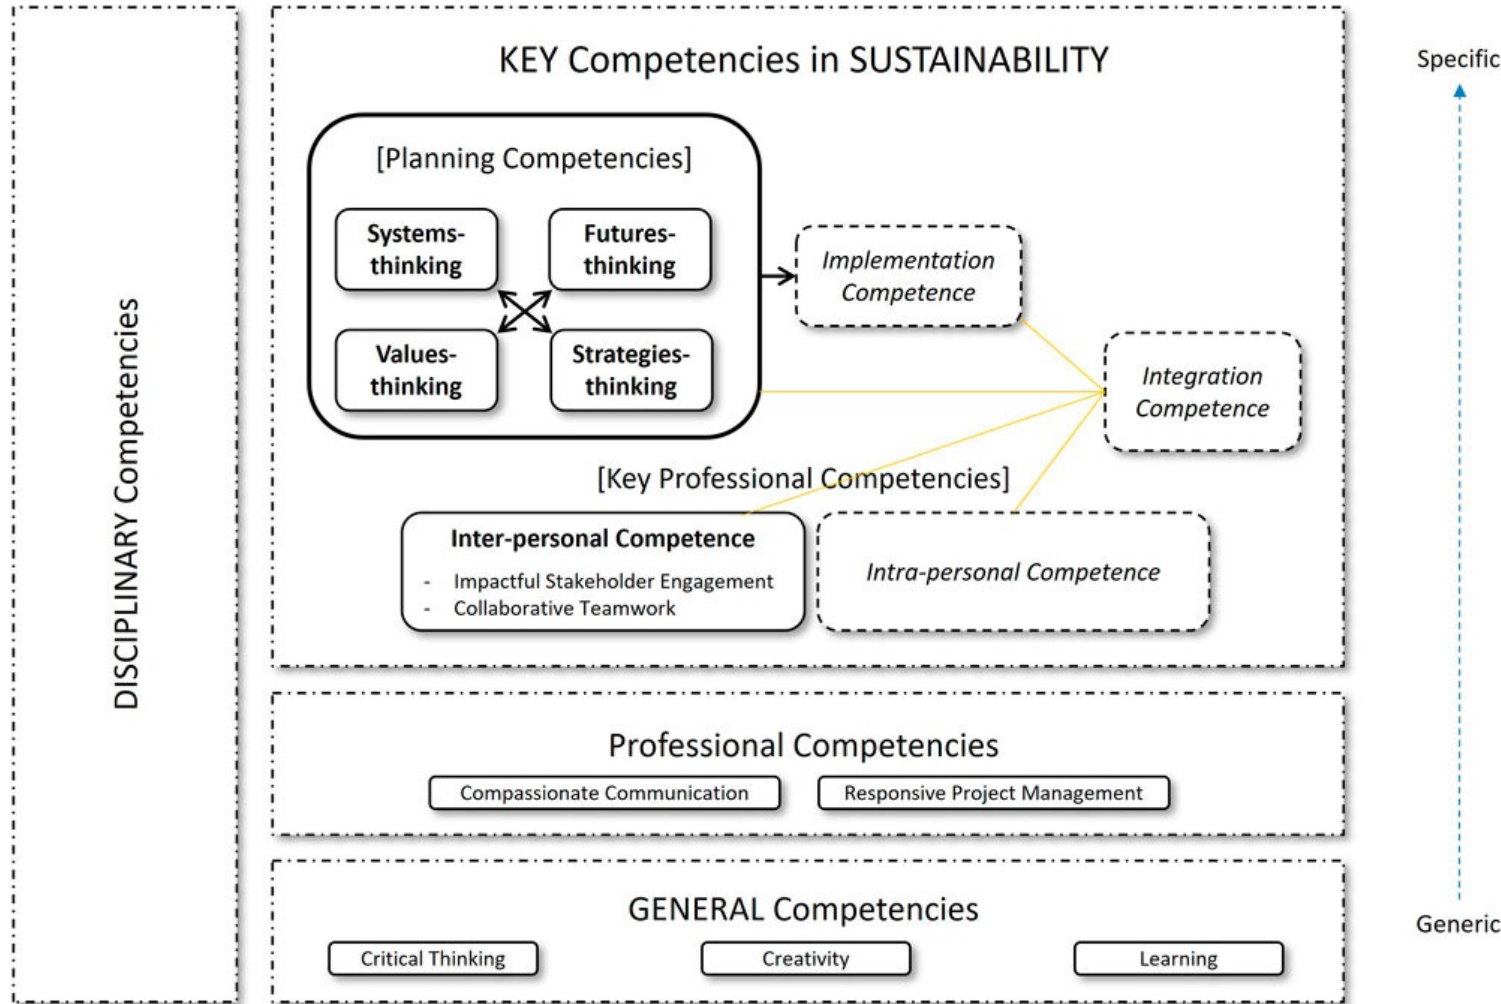 DISCIPLINARY Competencies
KEY Competencies in SUSTAINABILITY
[Planning Competencies]
Systems-
thinking
Futures-
thinking
Values-
thinking
Strategies-
thinking
Implementation
Competence
Integration
Competence
[Key Professional Competencies]
Inter-personal Competence
- Impactful Stakeholder Engagement
- Collaborative Teamwork
Intra-personal Competence
Professional Competencies
Compassionate Communication
Responsive Project Management
GENERAL Competencies
Critical Thinking
Creativity
Learning
Specific
Generic